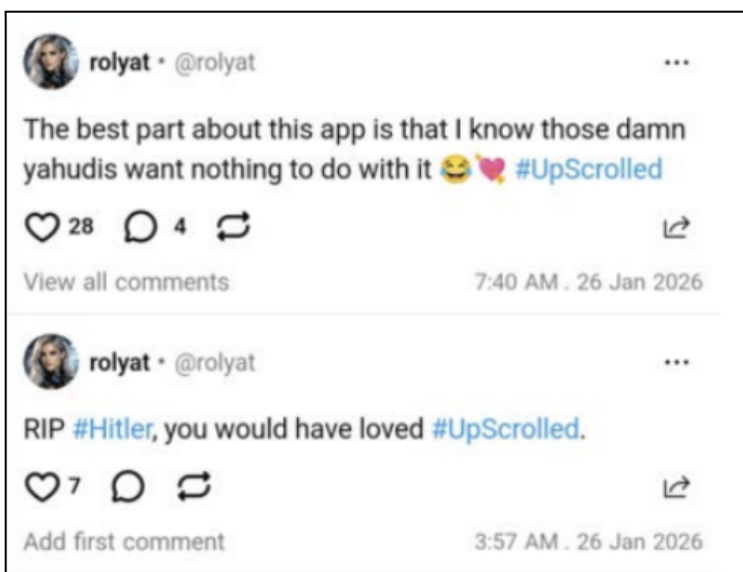 rolyat · @rolyat
The best part about this app is that I know those damn
yahudis want nothing to do with it 😂💘 #UpScrolled
28 4
View all comments 7:40 AM . 26 Jan 2026
rolyat · @rolyat
RIP #Hitler, you would have loved #UpScrolled.
7
Add first comment 3:57 AM . 26 Jan 2026